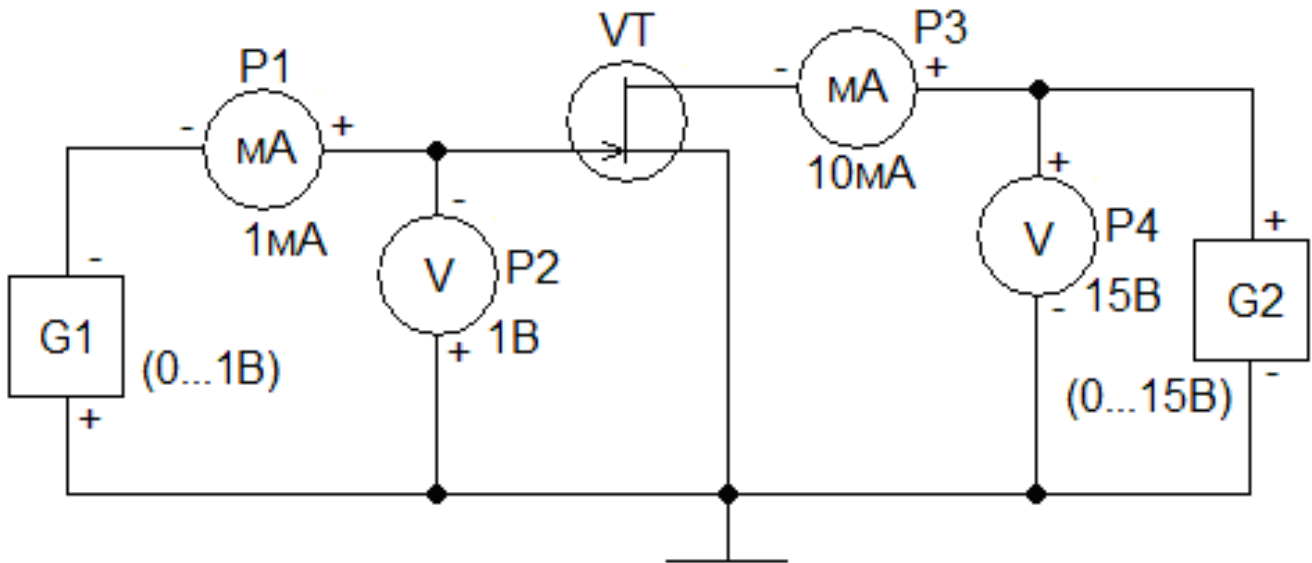 VT
P3
P1
- +
мА
- +
мА
10мА
1мА
-
V
P2
1В
+
+
V
P4
15В
-
-
G1
(0...1В)
+
+
G2
(0...15В)
-